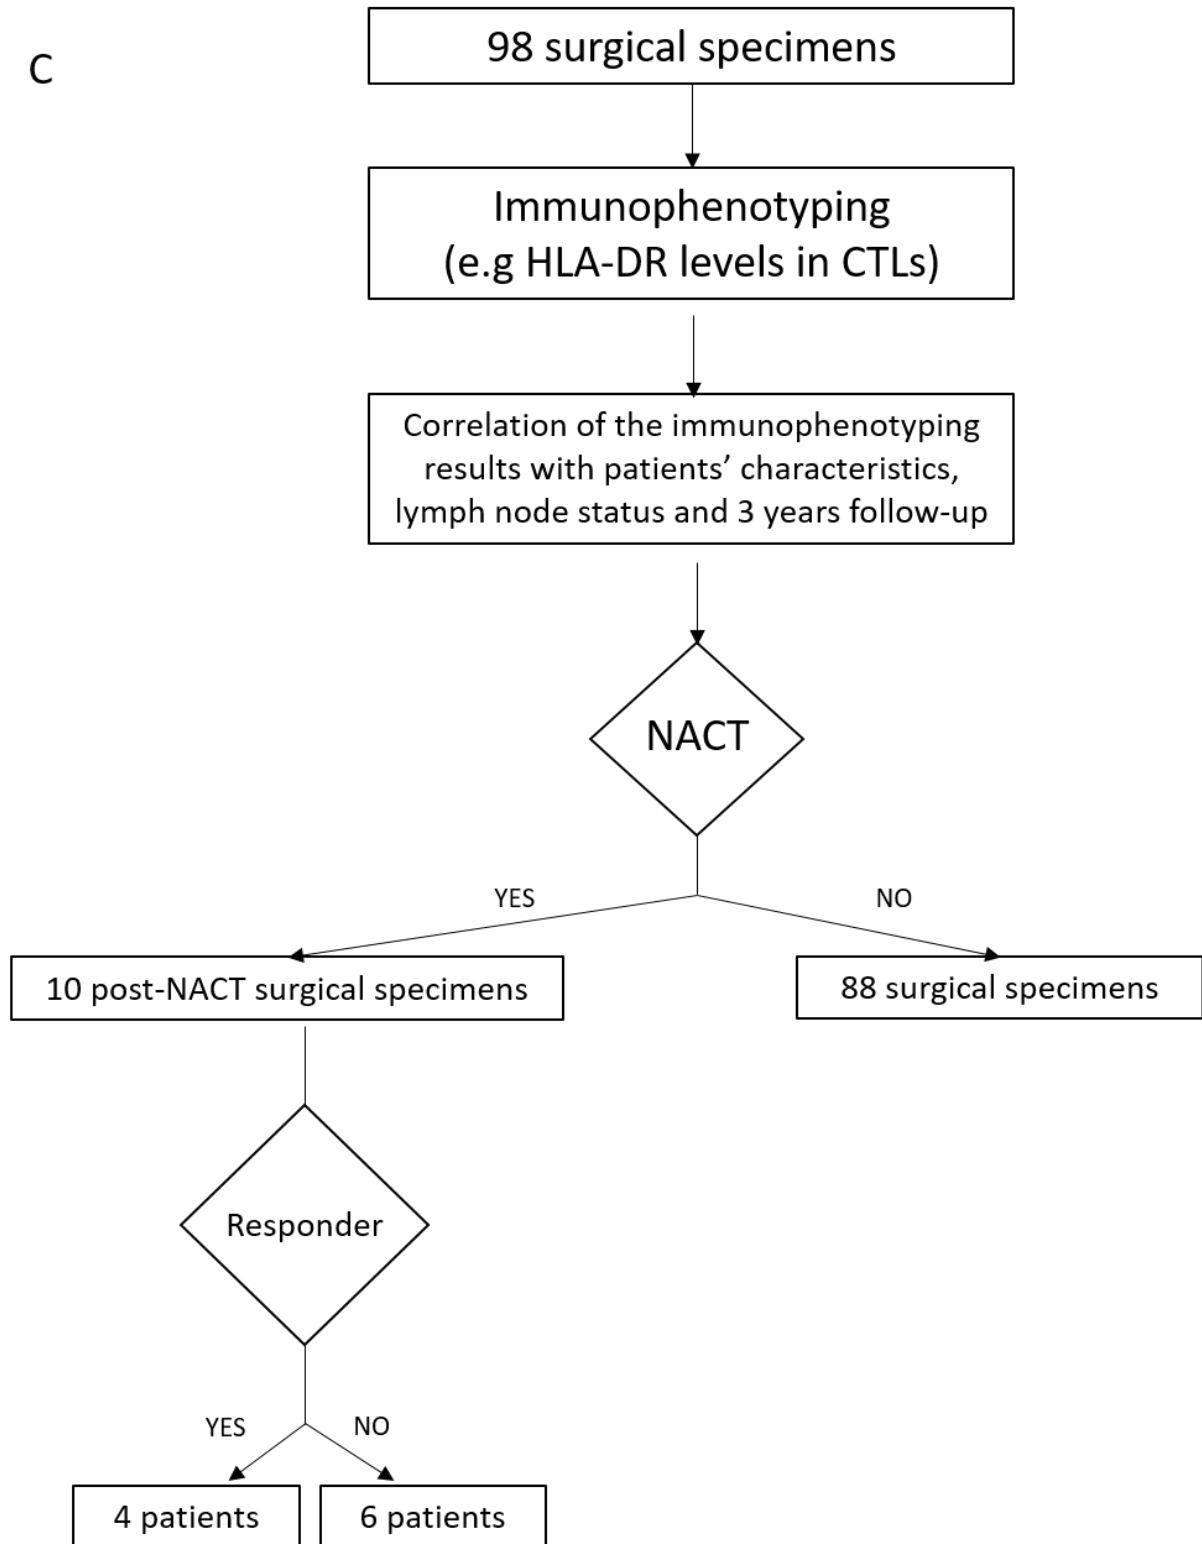 C
98 surgical specimens
Immunophenotyping
(e.g HLA-DR levels in CTLs)
Correlation of the immunophenotyping
results with patients’ characteristics,
lymph node status and 3 years follow-up
NACT
YES
NO
10 post-NACT surgical specimens
88 surgical specimens
Responder
YES
NO
4 patients
6 patients